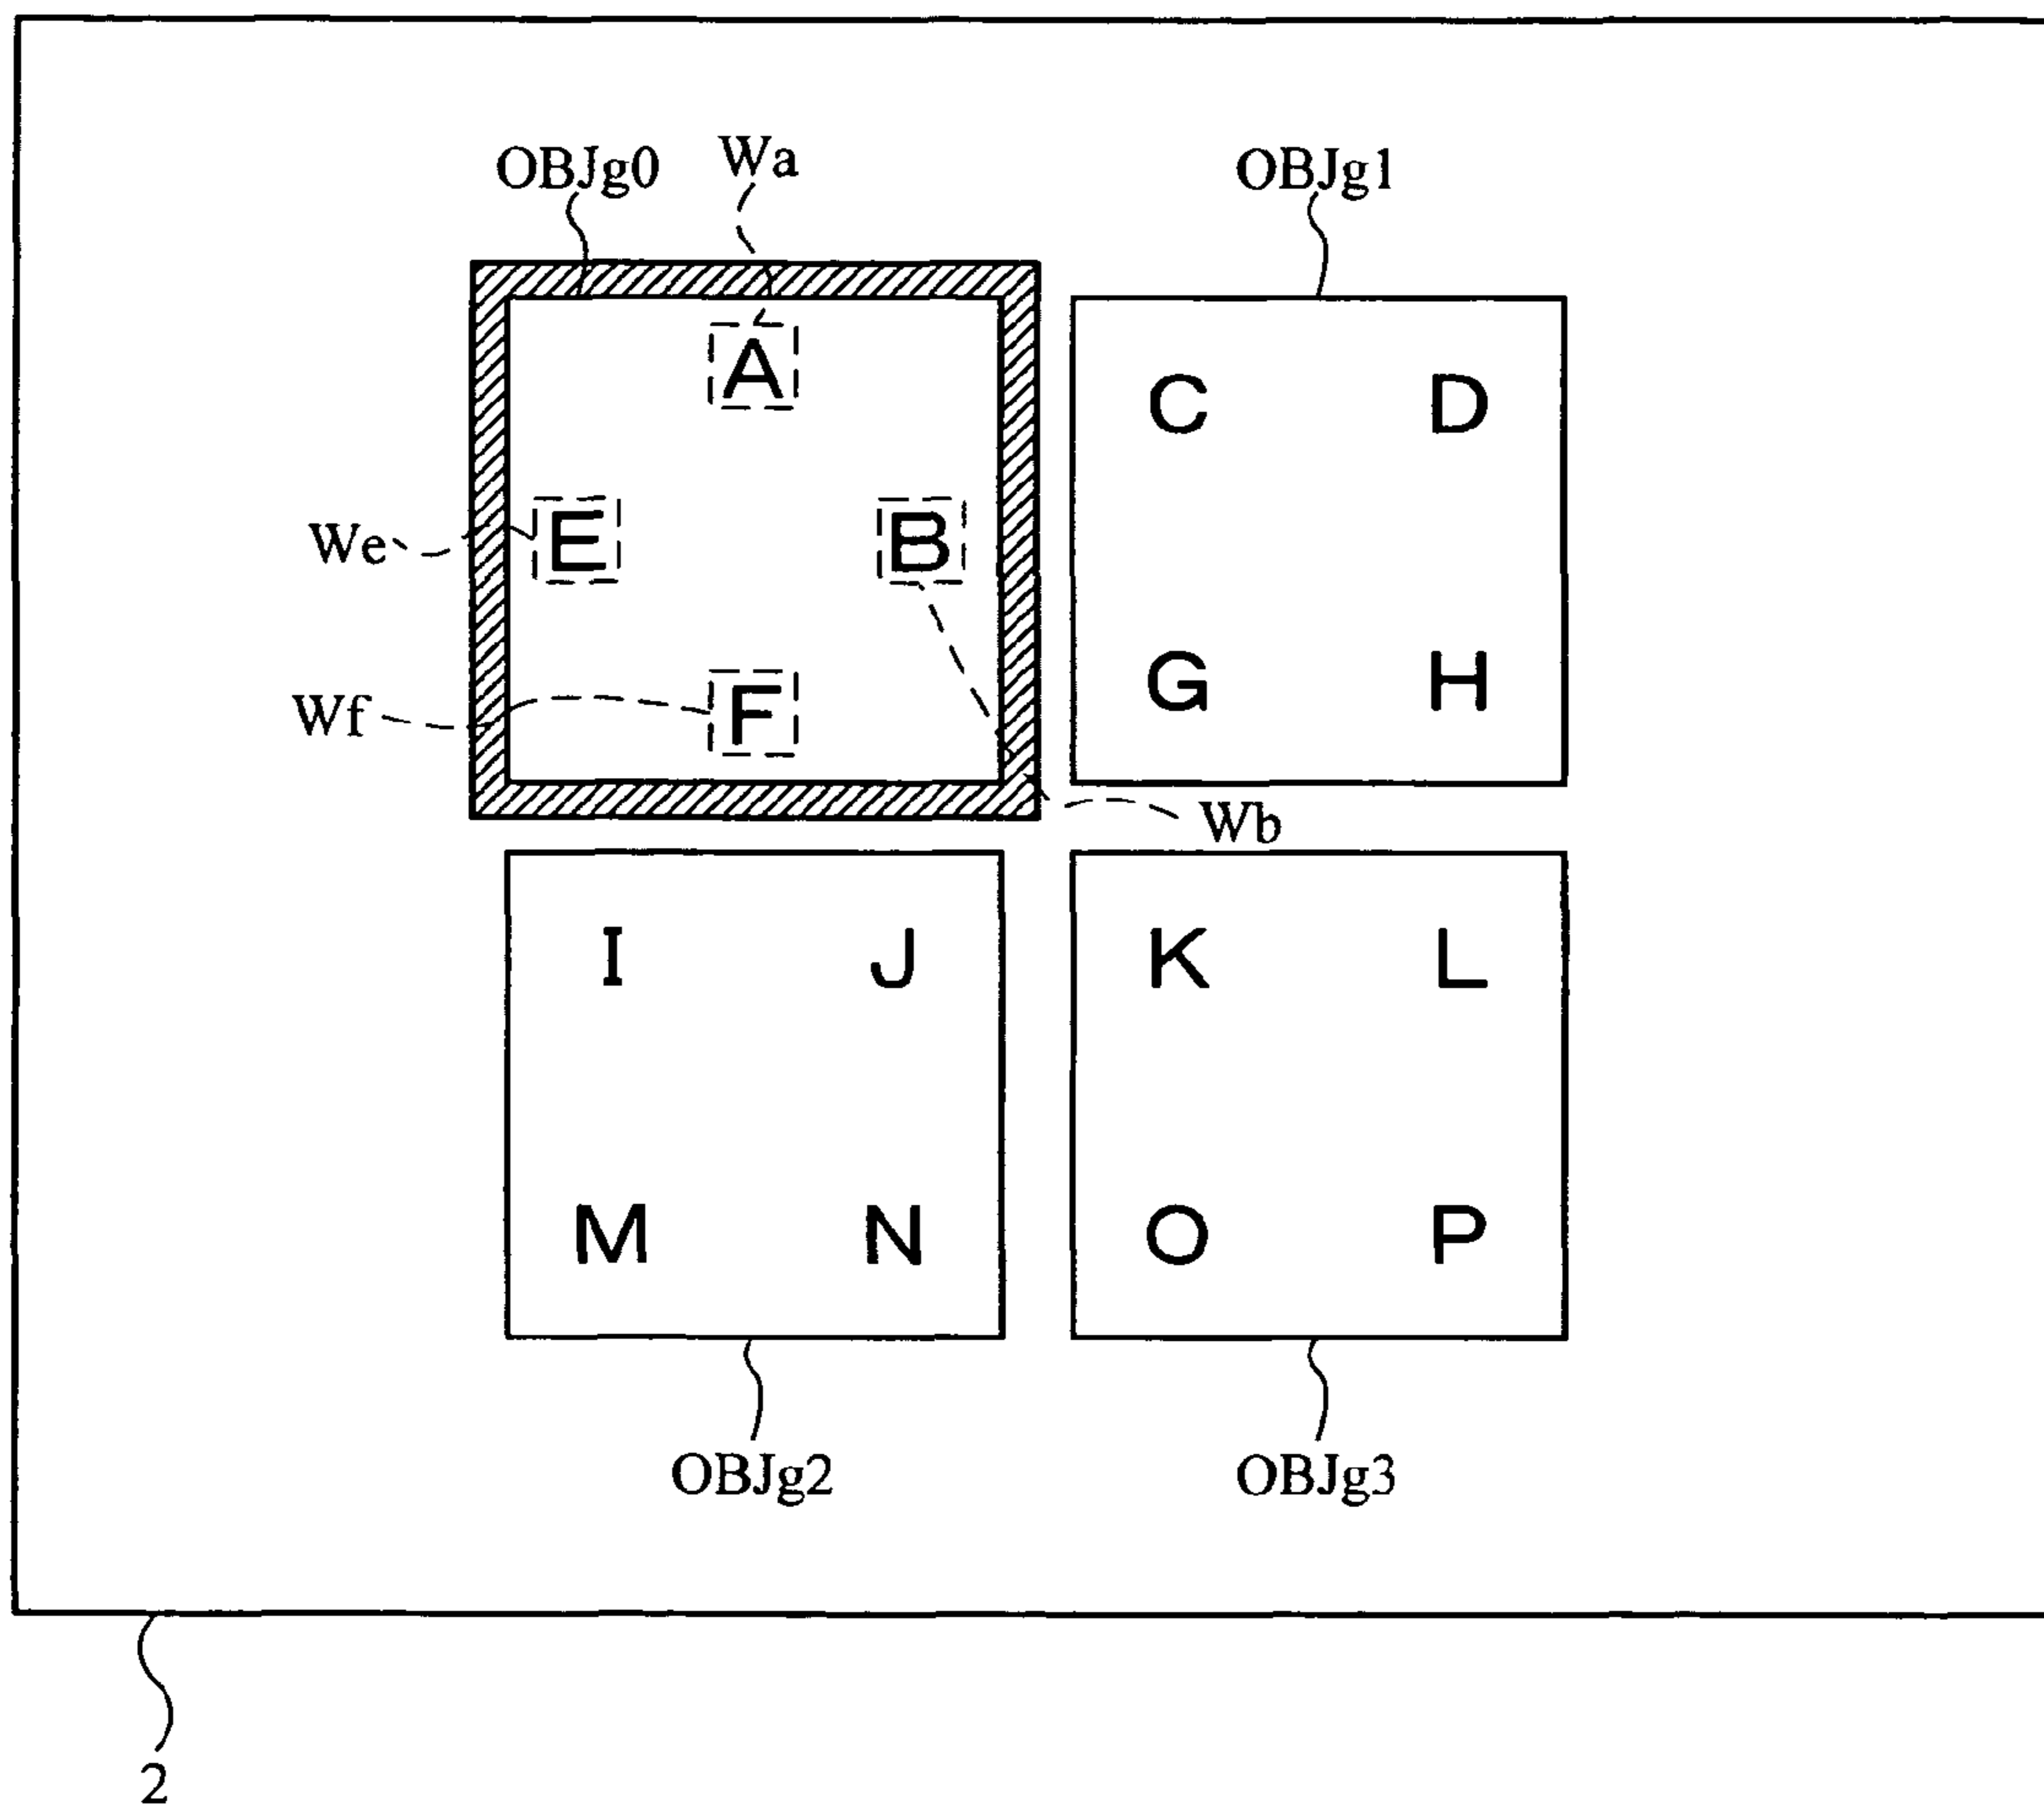 OBJg0 Wa OBJg1
A
C D
We E B
G H
Wf F
Wb
I J K L
M N O P
OBJg2 OBJg3
2